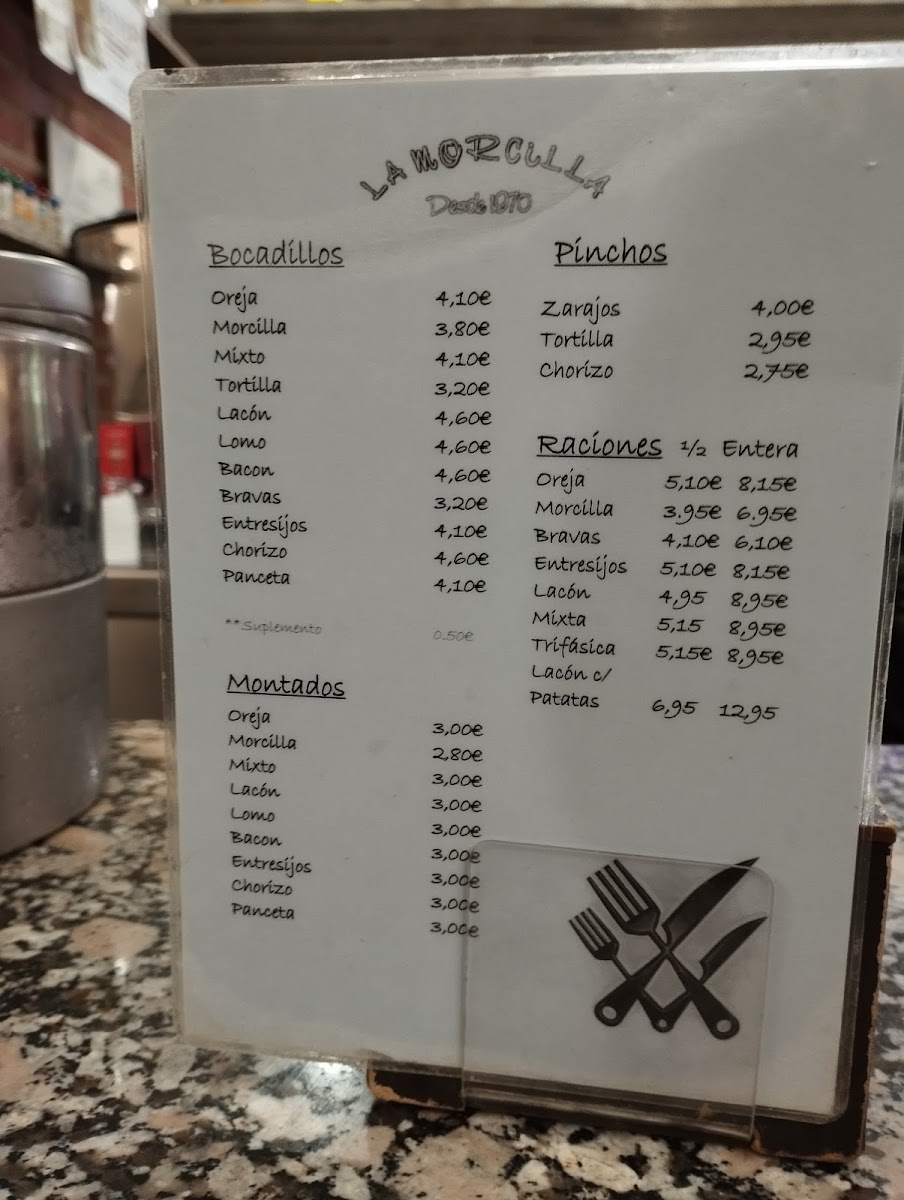 LA MORCILLA
Desde 1970
Bocadillos
Oreja 4,10€
Morcilla 3,80€
Mixto 4,10€
Tortilla 3,20€
Lacón 4,60€
Lomo 4,60€
Bacon 4,60€
Bravas 3,20€
Entresijos 4,10€
Chorizo 4,60€
Panceta 4,10€
**Suplemento 0.50€
Montados
Oreja 3,00€
Morcilla 2,80€
Mixto 3,00€
Lacón 3,00€
Lomo 3,00€
Bacon 3,00€
Entresijos 3,00€
Chorizo 3,00€
Panceta 3,00€
Pinchos
Zarajos 4,00€
Tortilla 2,95€
Chorizo 2,75€
Raciones 1/2 Entera
Oreja 5,10€ 8,15€
Morcilla 3.95€ 6.95€
Bravas 4,10€ 6,10€
Entresijos 5,10€ 8,15€
Lacón 4,95 8,95€
Mixta 5,15 8,95€
Trifásica 5,15€ 8,95€
Lacón c/
Patatas 6,95 12,95